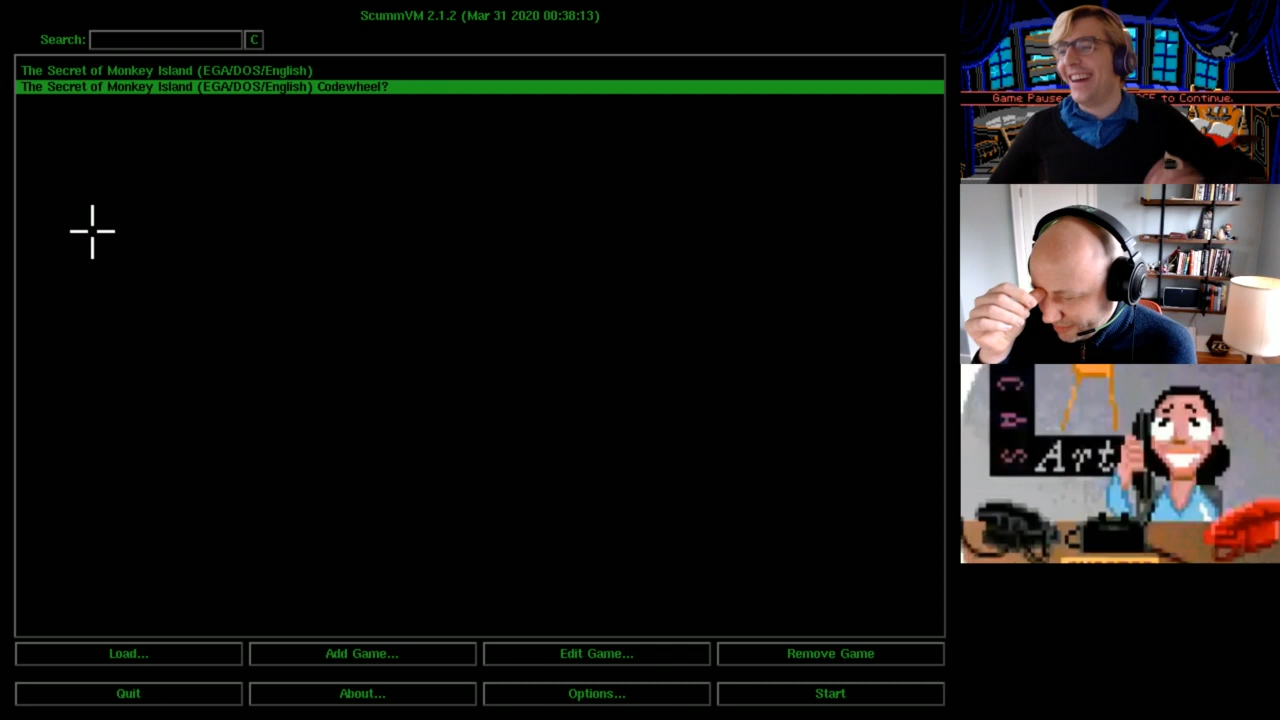 ScummVM 2.1.2 (Mar 31 2020 00:38:13)
Search:
C
The Secret of Monkey Island (EGA/DOS/English)
The Secret of Monkey Island (EGA/DOS/English) Codewheel?
Game Pause
to Continue.
CAS
Art
Load...
Add Game...
Edit Game...
Remove Game
Quit
About...
Options...
Start